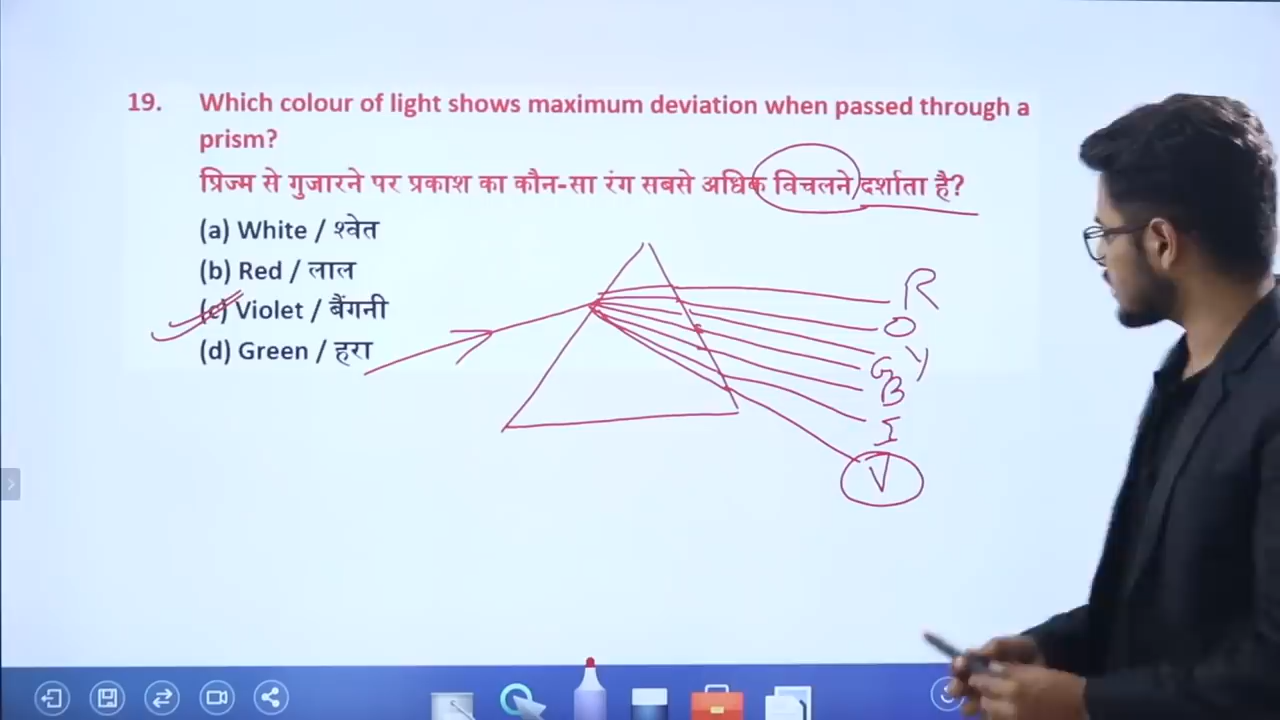 19. Which colour of light shows maximum deviation when passed through a
prism?
प्रिज्म से गुजारने पर प्रकाश का कौन-सा रंग सबसे अधिक विचलने दर्शाता है?
(a) White / श्वेत
(b) Red / लाल
(c) Violet / बैंगनी
(d) Green / हरा
R
O
Y
G
B
I
V